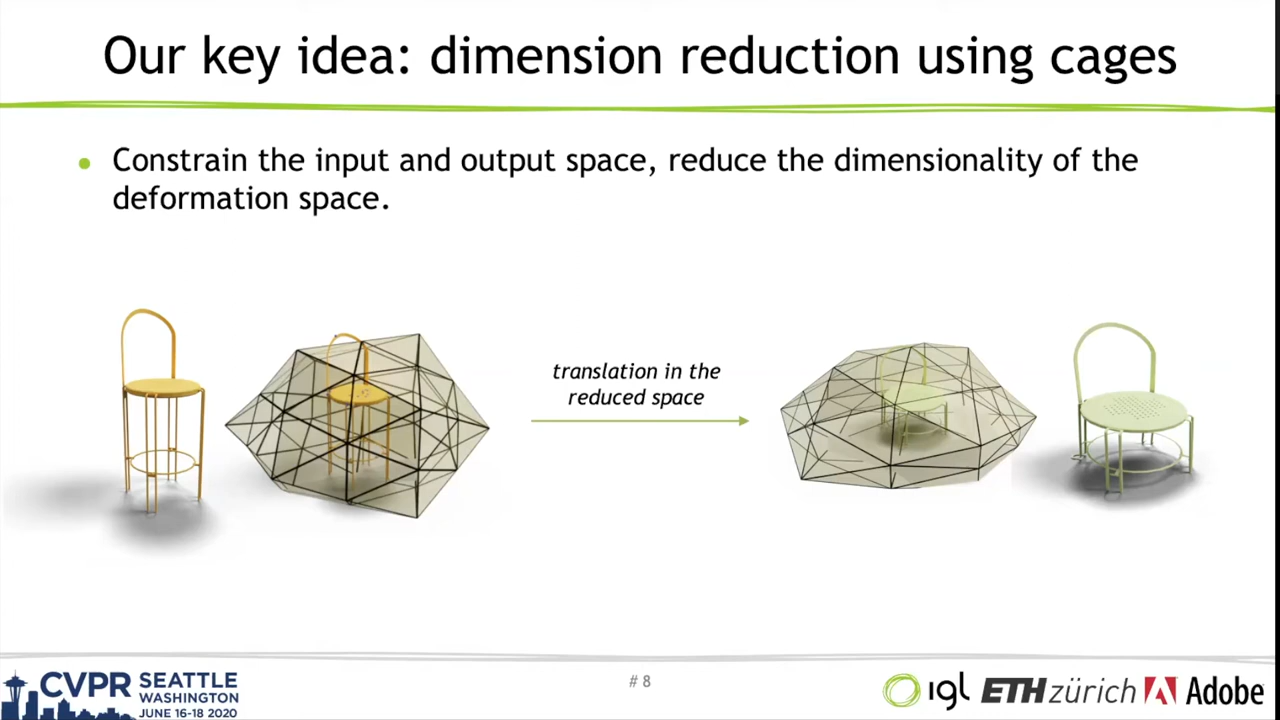 Our key idea: dimension reduction using cages
Constrain the input and output space, reduce the dimensionality of the
deformation space.
translation in the
reduced space
CVPR SEATTLE
WASHINGTON
JUNE 16-18 2020
# 8
igl ETH zürich Adobe